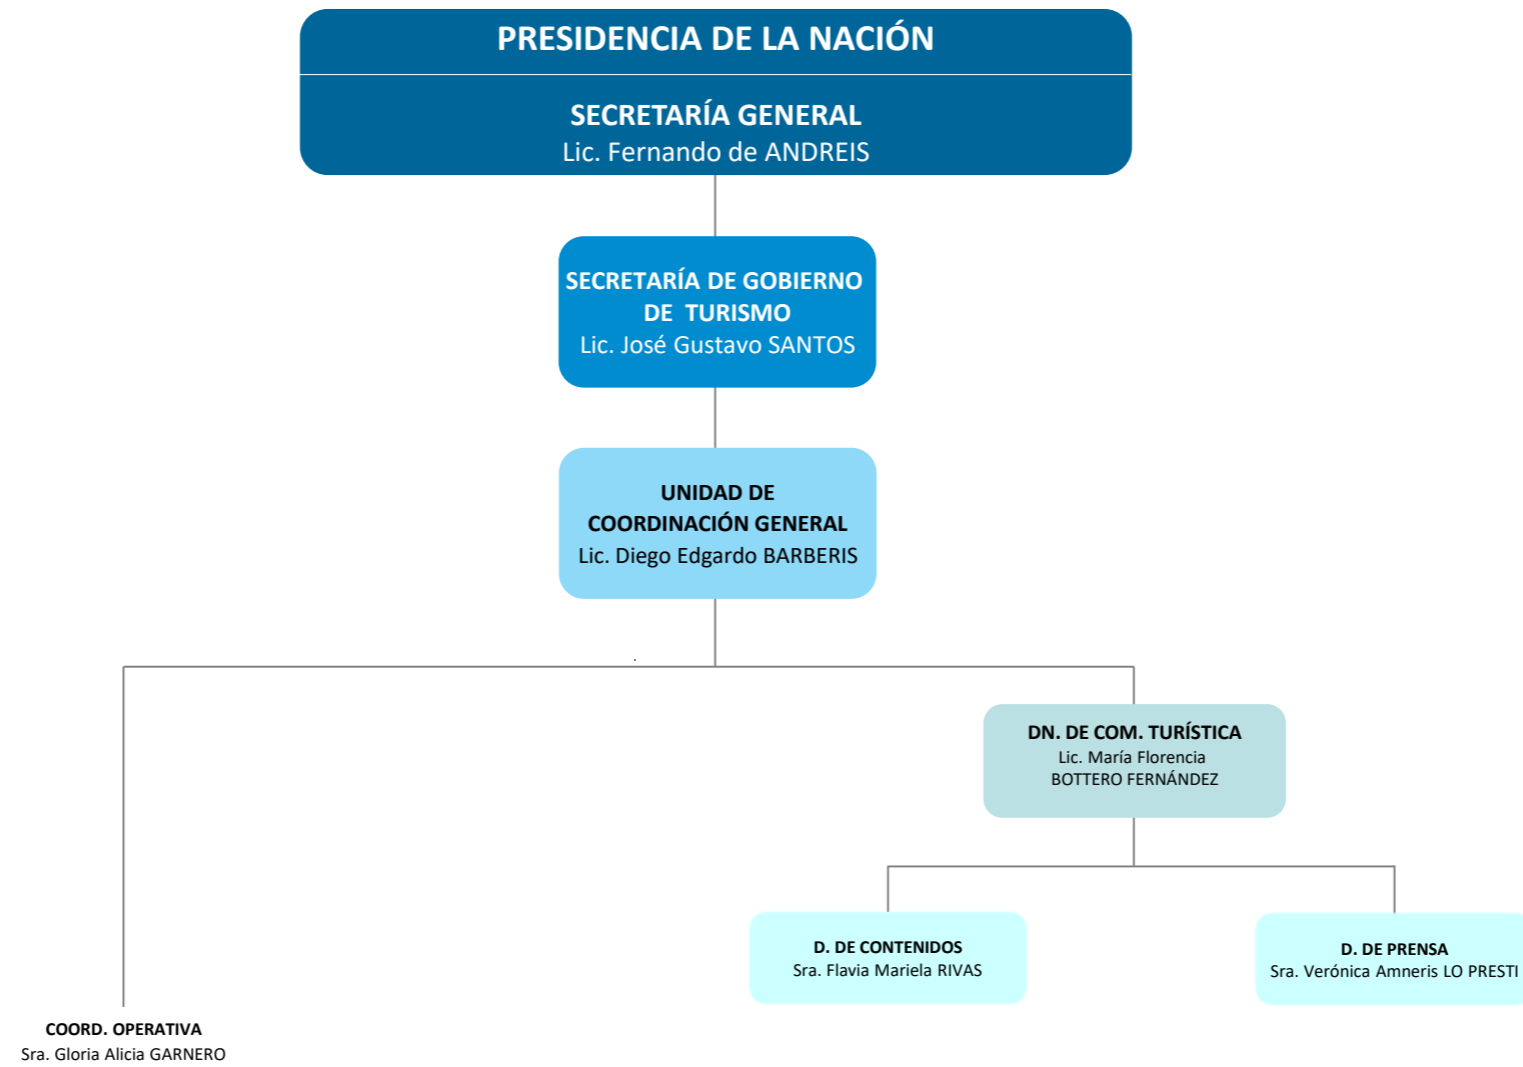 PRESIDENCIA DE LA NACIÓN
SECRETARÍA GENERAL
Lic. Fernando de ANDREIS
SECRETARÍA DE GOBIERNO
DE TURISMO
Lic. José Gustavo SANTOS
UNIDAD DE
COORDINACIÓN GENERAL
Lic. Diego Edgardo BARBERIS
.
DN. DE COM. TURÍSTICA
Lic. María Florencia
BOTTERO FERNÁNDEZ
D. DE CONTENIDOS
Sra. Flavia Mariela RIVAS
D. DE PRENSA
Sra. Verónica Amneris LO PRESTI
COORD. OPERATIVA
Sra. Gloria Alicia GARNERO